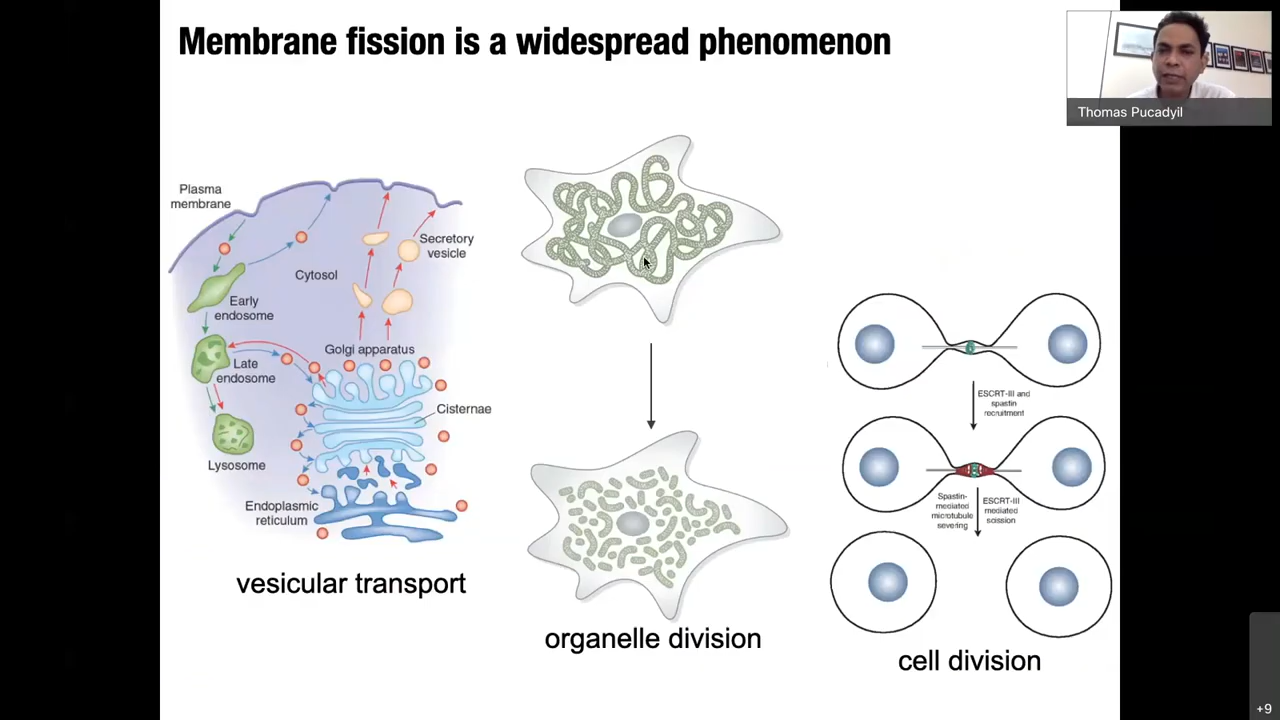 Membrane fission is a widespread phenomenon
Thomas Pucadyil
Plasma
membrane
Secretory
vesicle
Cytosol
Early
endosome
Golgi apparatus
Late
endosome
Cisternae
Lysosome
Endoplasmic
reticulum
vesicular transport
organelle division
ESCRT-III and
spastin
recruitment
Spastin-
mediated
microtubule
severing
ESCRT-III
mediated
scission
cell division
+9